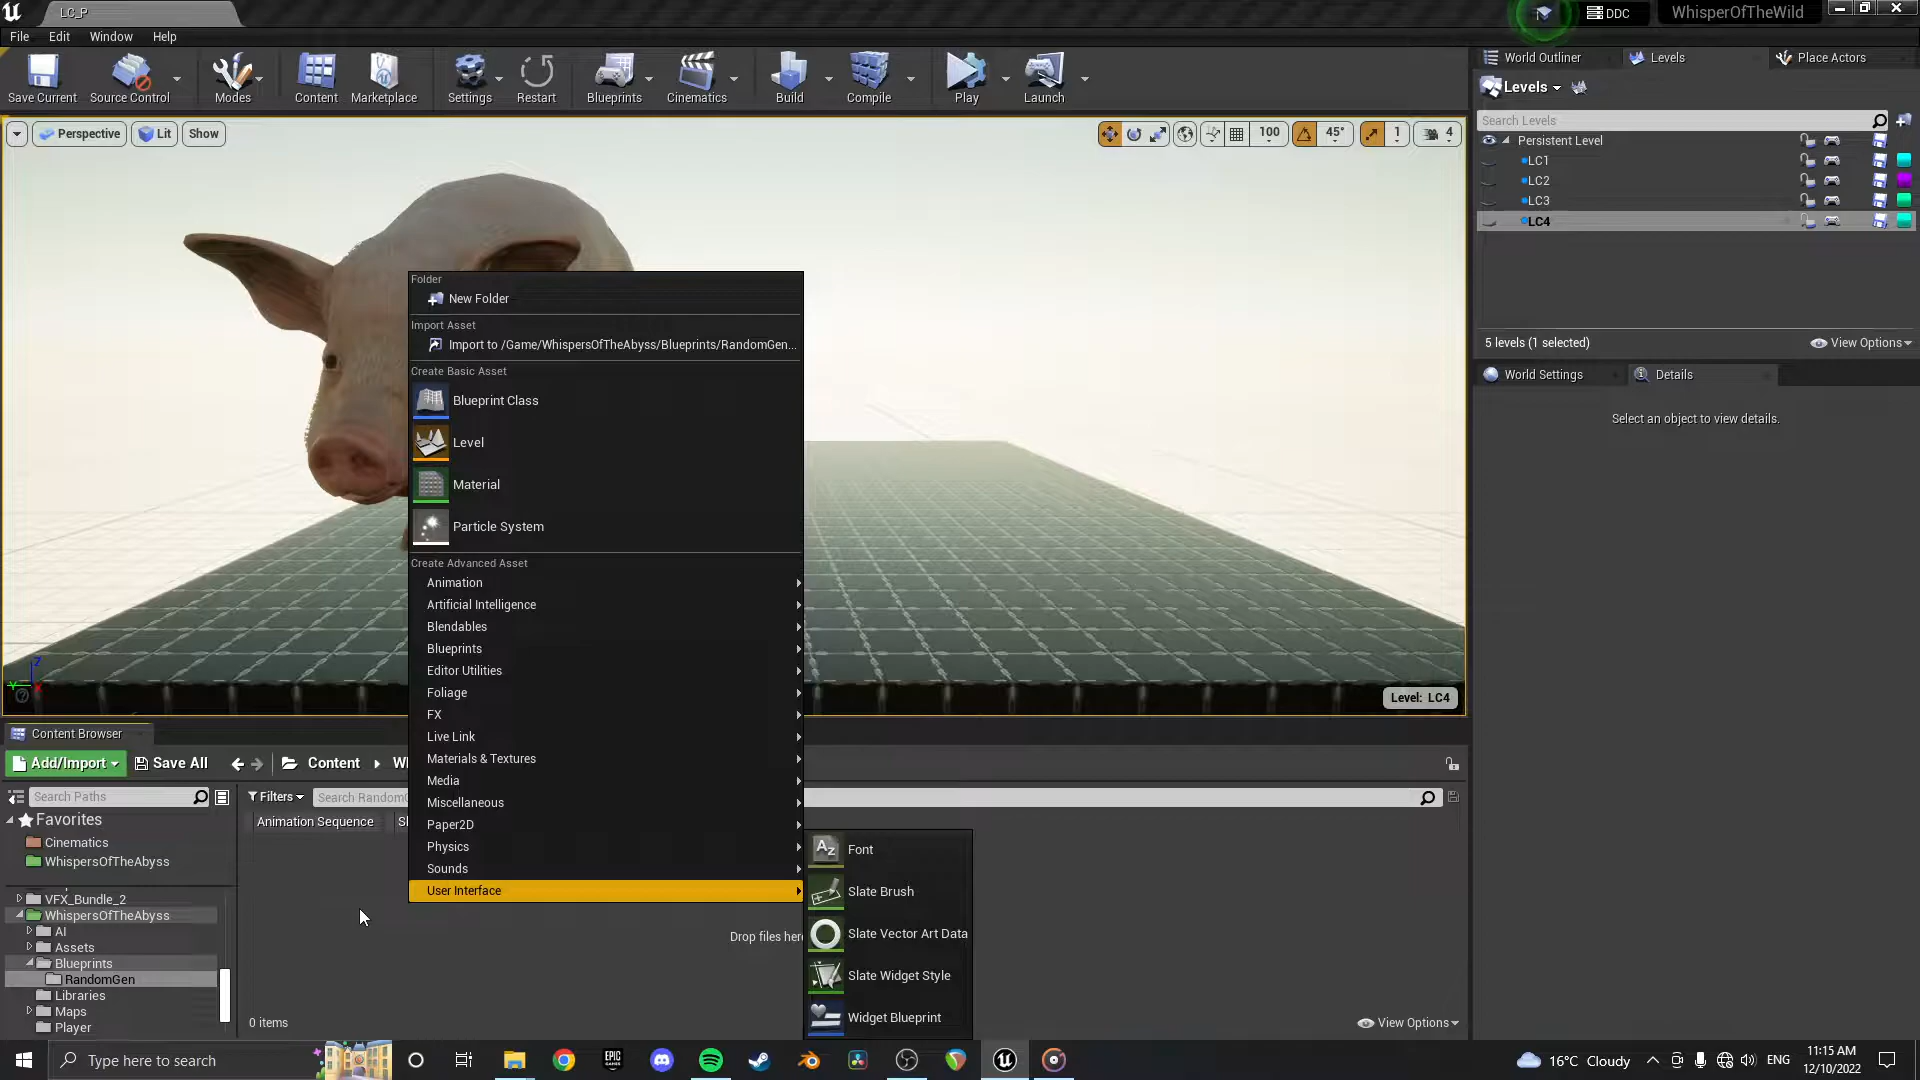 LC_P
DDC
WhisperOfTheWild
File Edit Window Help
Save Current
Source Control
Modes
Content
Marketplace
Settings
Restart
Blueprints
Cinematics
Build
Compile
Play
Launch
World Outliner
Levels
Place Actors
Levels
Search Levels
Persistent Level
LC1
LC2
LC3
LC4
5 levels (1 selected)
View Options
World Settings
Details
Select an object to view details.
Perspective
Lit
Show
100
45°
1
4
Folder
New Folder
Import Asset
Import to /Game/WhispersOfTheAbyss/Blueprints/RandomGen...
Create Basic Asset
Blueprint Class
Level
Material
Particle System
Create Advanced Asset
Animation
Artificial Intelligence
Blendables
Blueprints
Editor Utilities
Foliage
FX
Live Link
Materials & Textures
Media
Miscellaneous
Paper2D
Physics
Sounds
User Interface
Font
Slate Brush
Slate Vector Art Data
Slate Widget Style
Widget Blueprint
Z
Level: LC4
Content Browser
Add/Import
Save All
Content
Search Paths
Filters
Animation Sequence
Favorites
Cinematics
WhispersOfTheAbyss
VFX_Bundle_2
WhispersOfTheAbyss
AI
Assets
Blueprints
RandomGen
Libraries
Maps
Player
Drop files here
0 items
View Options
Type here to search
EPIC GAMES
16°C Cloudy
ENG
11:15 AM
12/10/2022